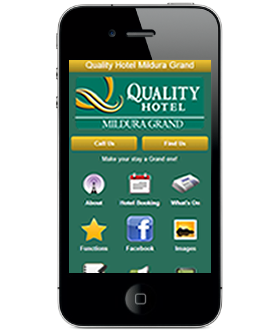 Quality Hotel Mildura Grand
QUALITY
HOTEL
MILDURA GRAND
Call Us Find Us
Make your stay a Grand one!
About Hotel Booking What's On
Functions Facebook Images